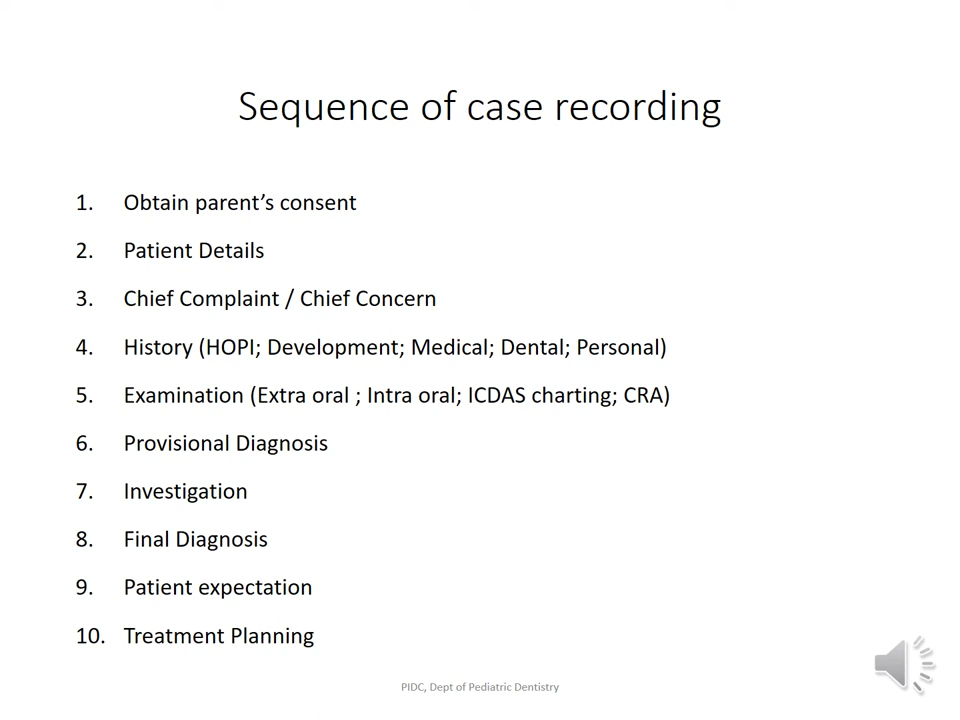 Sequence of case recording
1. Obtain parent’s consent
2. Patient Details
3. Chief Complaint / Chief Concern
4. History (HOPI; Development; Medical; Dental; Personal)
5. Examination (Extra oral ; Intra oral; ICDAS charting; CRA)
6. Provisional Diagnosis
7. Investigation
8. Final Diagnosis
9. Patient expectation
10. Treatment Planning
PIDC, Dept of Pediatric Dentistry